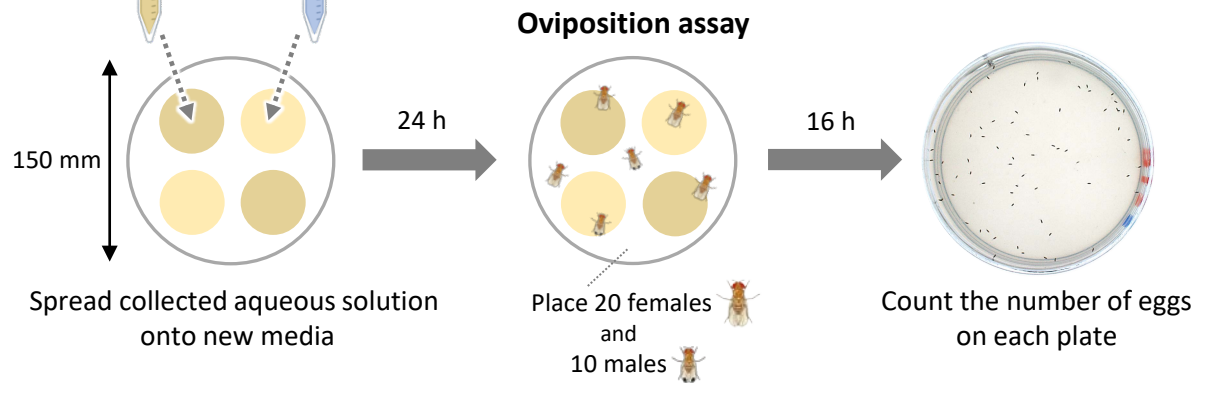 Oviposition assay
150 mm
24 h
16 h
Spread collected aqueous solution
onto new media
Place 20 females
and
10 males
Count the number of eggs
on each plate